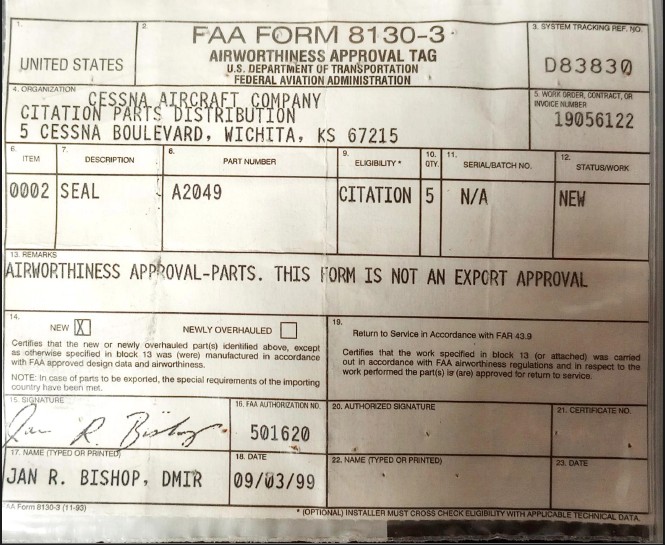 1.
UNITED STATES
2.
FAA FORM 8130-3
AIRWORTHINESS APPROVAL TAG
U.S. DEPARTMENT OF TRANSPORTATION
FEDERAL AVIATION ADMINISTRATION
3. SYSTEM TRACKING REF. NO.
D83830
4. ORGANIZATION
CESSNA AIRCRAFT COMPANY
CITATION PARTS DISTRIBUTION
5 CESSNA BOULEVARD, WICHITA, KS 67215
5. WORK ORDER, CONTRACT, OR
INVOICE NUMBER
19056122
6. ITEM
7. DESCRIPTION
8. PART NUMBER
9. ELIGIBILITY *
10. QTY.
11. SERIAL/BATCH NO.
12. STATUS/WORK
0002 SEAL A2049 CITATION 5 N/A NEW
13. REMARKS
AIRWORTHINESS APPROVAL-PARTS. THIS FORM IS NOT AN EXPORT APPROVAL
14.
NEW X NEWLY OVERHAULED
Certifies that the new or newly overhauled part(s) identified above, except
as otherwise specified in block 13 was (were) manufactured in accordance
with FAA approved design data and airworthiness.
NOTE: In case of parts to be exported, the special requirements of the importing
country have been met.
19.
Return to Service in Accordance with FAR 43.9
Certifies that the work specified in block 13 (or attached) was carried
out in accordance with FAA airworthiness regulations and in respect to the
work performed the part(s) is (are) approved for return to service.
15. SIGNATURE
Jan R. Bishop
16. FAA AUTHORIZATION NO.
501620
20. AUTHORIZED SIGNATURE
21. CERTIFICATE NO.
17. NAME (TYPED OR PRINTED)
JAN R. BISHOP, DMIR
18. DATE
09/03/99
22. NAME (TYPED OR PRINTED)
23. DATE
FAA Form 8130-3 (11-93)
* (OPTIONAL) INSTALLER MUST CROSS CHECK ELIGIBILITY WITH APPLICABLE TECHNICAL DATA.